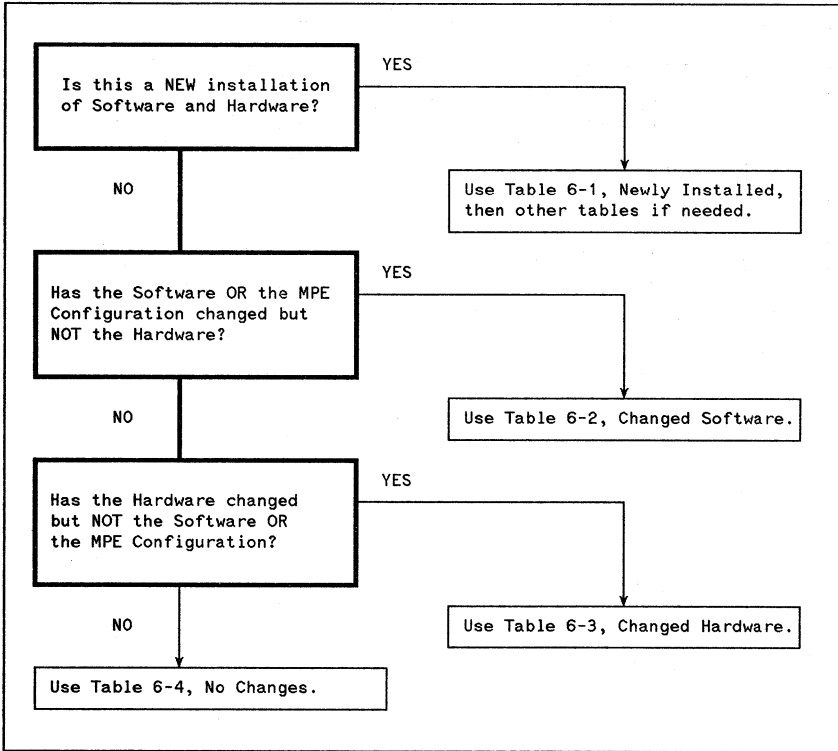 Is this a NEW installation
of Software and Hardware?
YES
NO
Use Table 6-1, Newly Installed,
then other tables if needed.
Has the Software OR the MPE
Configuration changed but
NOT the Hardware?
YES
NO
Use Table 6-2, Changed Software.
Has the Hardware changed
but NOT the Software OR
the MPE Configuration?
YES
NO
Use Table 6-3, Changed Hardware.
Use Table 6-4, No Changes.